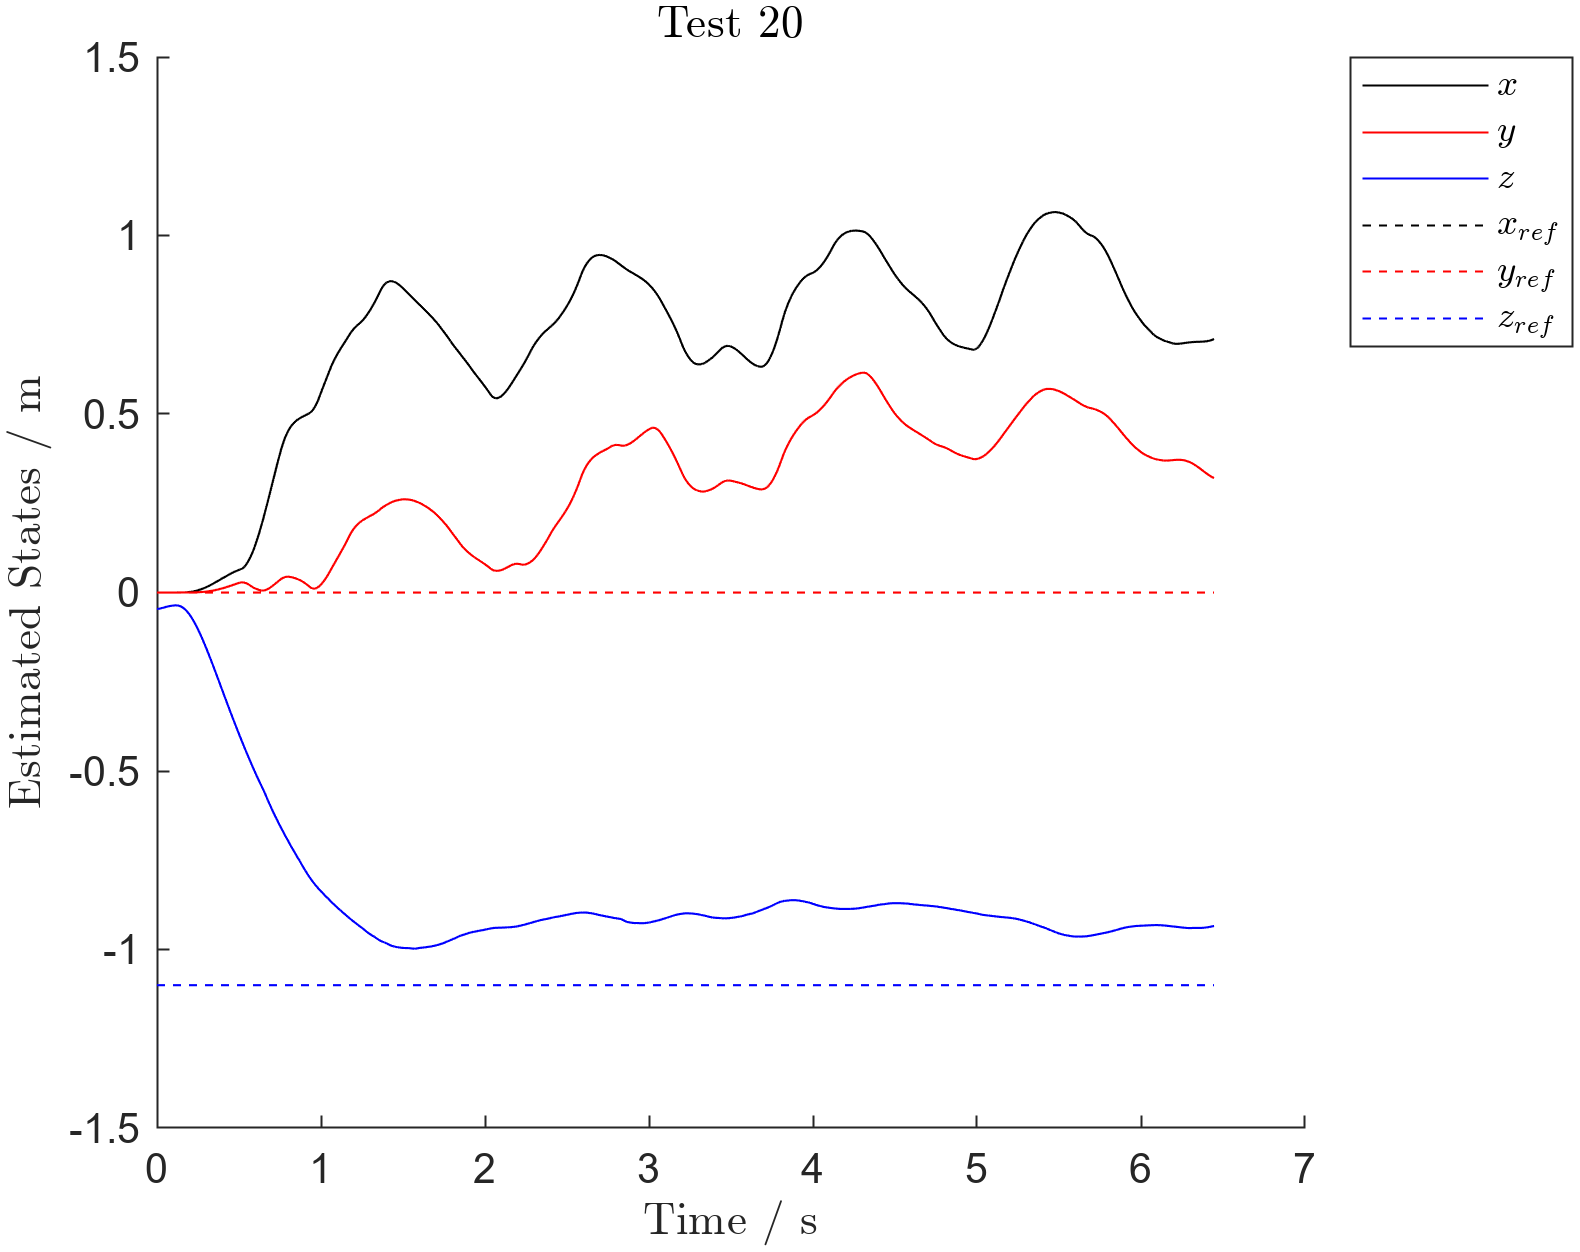 Test 20
1.5
1
0.5
0
-0.5
-1
-1.5
0 1 2 3 4 5 6 7
Time / s
Estimated States / m
x
y
z
x_ref
y_ref
z_ref